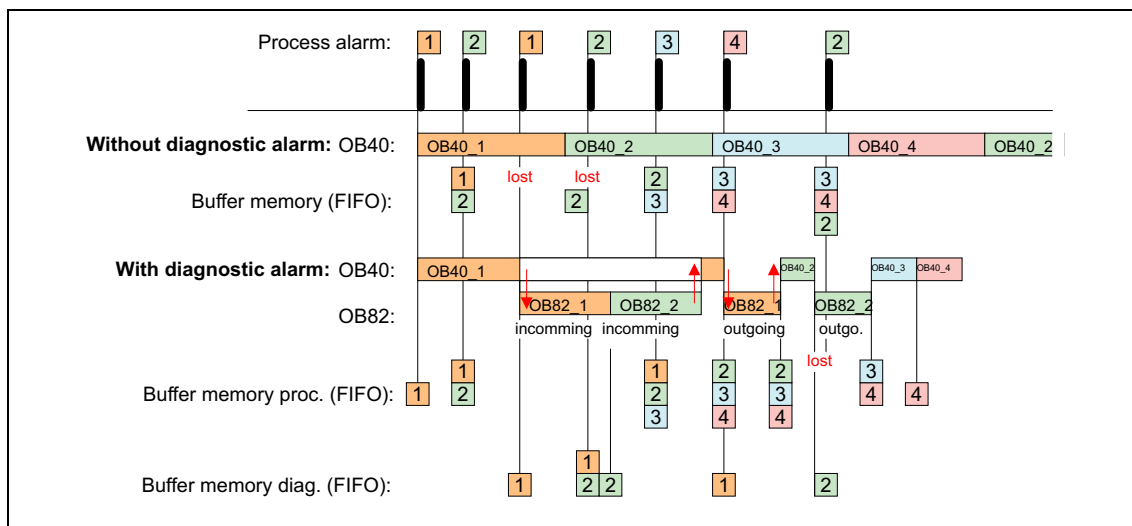 Process alarm: 1 2 1 2 3 4 2
Without diagnostic alarm: OB40: OB40_1 OB40_2 OB40_3 OB40_4 OB40_2
1 lost lost 2 3 3
Buffer memory (FIFO): 2 2 3 4 4
2
With diagnostic alarm: OB40: OB40_1 OB40_2 OB40_3 OB40_4
OB82: OB82_1 OB82_2 OB82_1 OB82_2
incomming incomming outgoing outgo.
lost
1 1 2 2 3
Buffer memory proc. (FIFO): 1 2 2 3 3 4 4
3 4 4
1
Buffer memory diag. (FIFO): 1 2 2 1 2